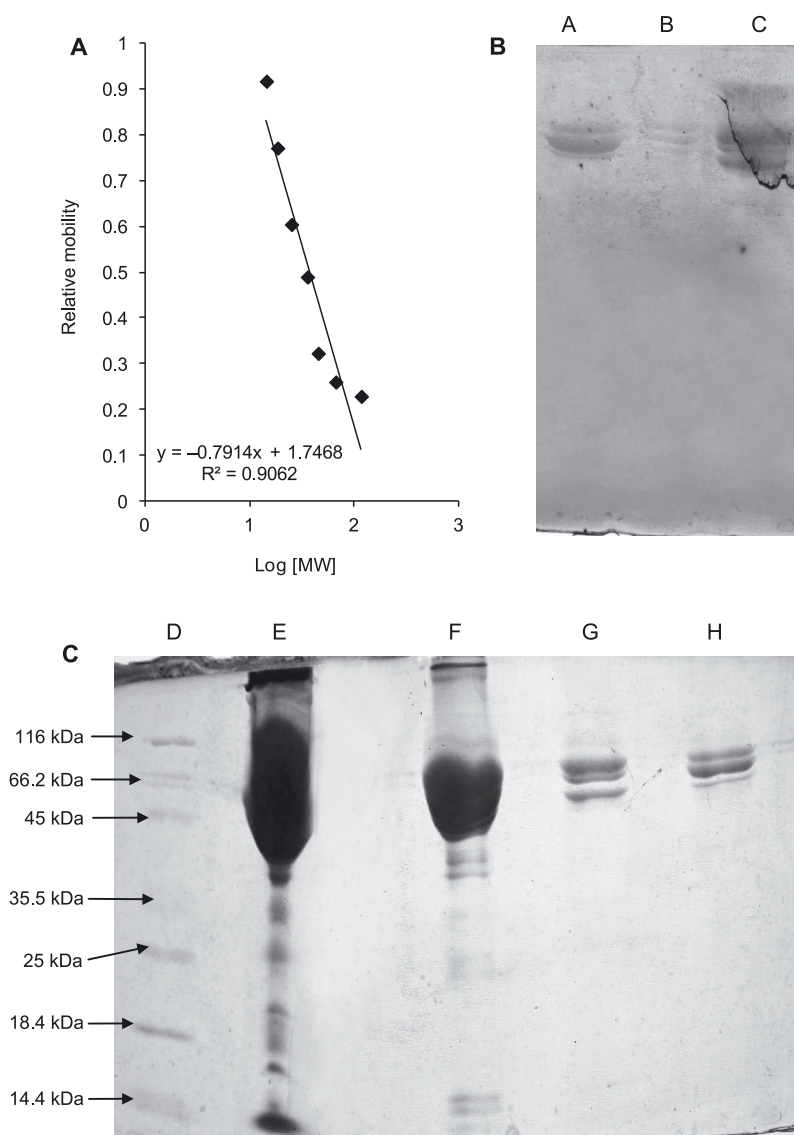 A
1
0.9
0.8
0.7
0.6
0.5
0.4
0.3
0.2
0.1
0
Relative mobility
y = –0.7914x + 1.7468
R² = 0.9062
0 1 2 3
Log [MW]
B
A B C
C
D E F G H
116 kDa
66.2 kDa
45 kDa
35.5 kDa
25 kDa
18.4 kDa
14.4 kDa